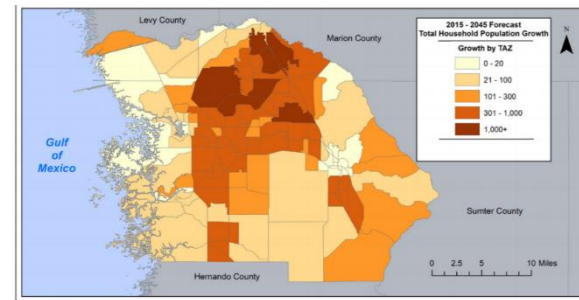 Levy County
Marion County
2015 - 2045 Forecast
Total Household Population Growth
Growth by TAZ
0 - 20
21 - 100
101 - 300
301 - 1,000
1,000+
N
Gulf
of
Mexico
Sumter County
Hernando County
0 2.5 5 10 Miles